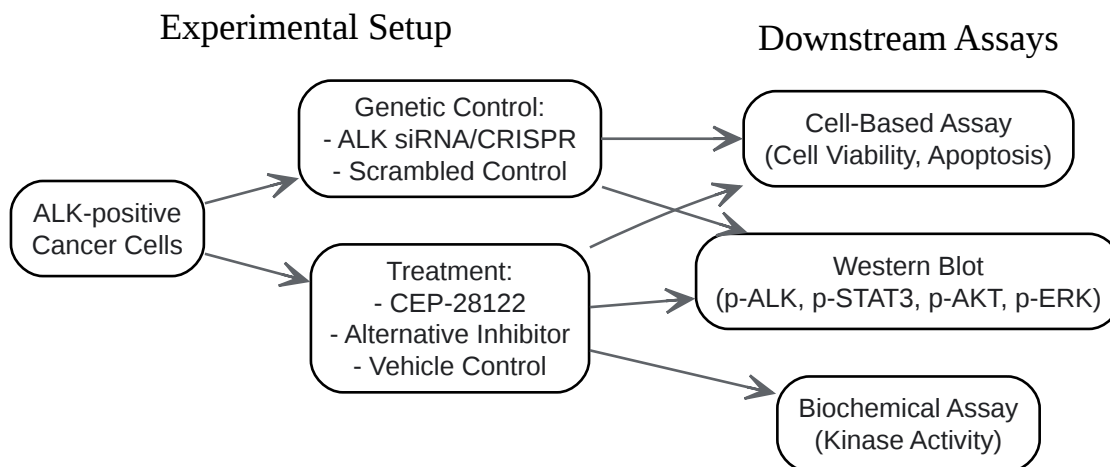 Experimental Setup
Downstream Assays
ALK-positive
Cancer Cells
Genetic Control:
- ALK siRNA/CRISPR
- Scrambled Control
Treatment:
- CEP-28122
- Alternative Inhibitor
- Vehicle Control
Cell-Based Assay
(Cell Viability, Apoptosis)
Western Blot
(p-ALK, p-STAT3, p-AKT, p-ERK)
Biochemical Assay
(Kinase Activity)